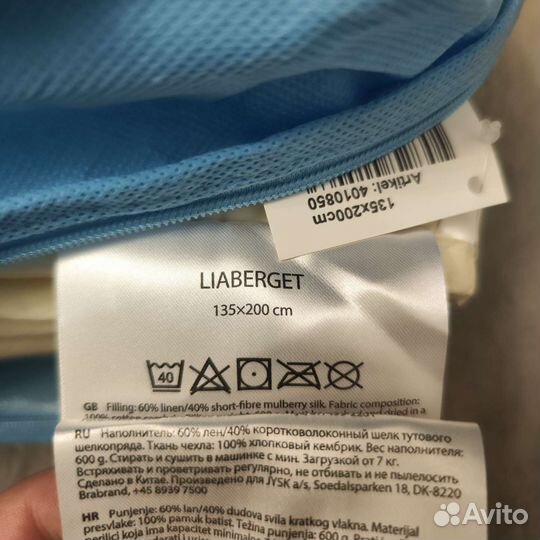 135x200cm
Artikel: 4010850
LIABERGET
135×200 cm
40
GB Filling: 60% linen/40% short-fibre mulberry silk. Fabric composition:
RU Наполнитель: 60% лен/40% коротковолоконный шелк тутового
шелкопряда. Ткань чехла: 100% хлопковый кембрик. Вес наполнителя:
600 g. Стирать и сушить в машинке с мин. Загрузкой от 7 кг.
Встряхивать и проветривать регулярно, не отбивать и не пылесосить
Сделано в Китае. Произведено для JYSK a/s, Soedalsparken 18, DK-8220
Brabrand, +45 8939 7500
HR Punjenje: 60% lan/40% dudova svila kratkog vlakna. Materijal
presvlake: 100% pamuk batist. Težina punjenja: 600 g.
Avito